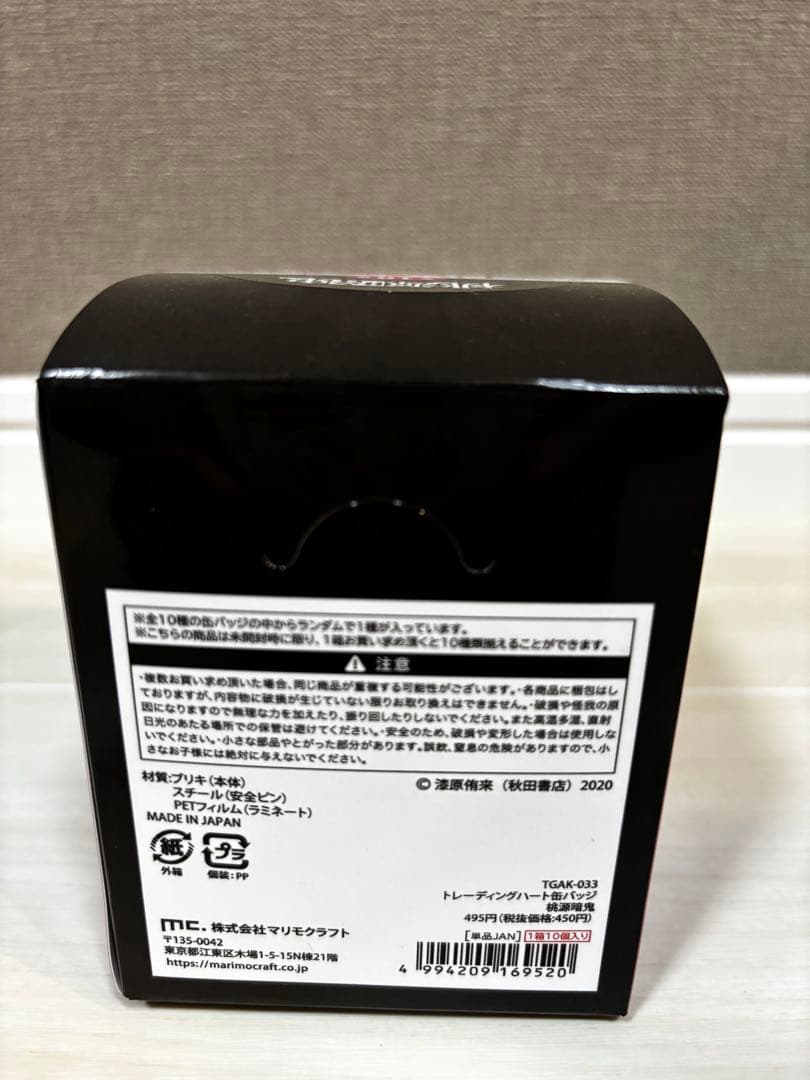 ※全10種の缶バッジの中からランダムで1種が入っています。
※こちらの商品は未開封時に限り、1箱お買い求め頂くと10種類揃えることができます。
注意
・複数お買い求め頂いた場合、同じ商品が重複する可能性がございます。・各商品に梱包はし
ておりますが、内容物に破損が生じていない限りお取り換えはできません。・破損や怪我の原
因になりますので無理な力を加えたり、振り回したりしないでください。また高温多湿、直射
日光のあたる場所での保管は避けてください。・安全のため、破損や変形した場合は使用しな
いでください。・小さな部品やとがった部分があります。誤飲、窒息の危険がありますので、小
さなお子様には絶対に与えないでください。
材質:ブリキ(本体)
スチール(安全ピン)
PETフィルム(ラミネート)
MADE IN JAPAN
© 漆原侑来(秋田書店)2020
紙
外箱
プラ
個装:PP
TGAK-033
トレーディングハート缶バッジ
桃源暗鬼
495円(税抜価格:450円)
[単品JAN] 1箱10個入り
mc. 株式会社マリモクラフト
〒135-0042
東京都江東区木場1-5-15N棟21階
https://marimocraft.co.jp
4 994209 169520